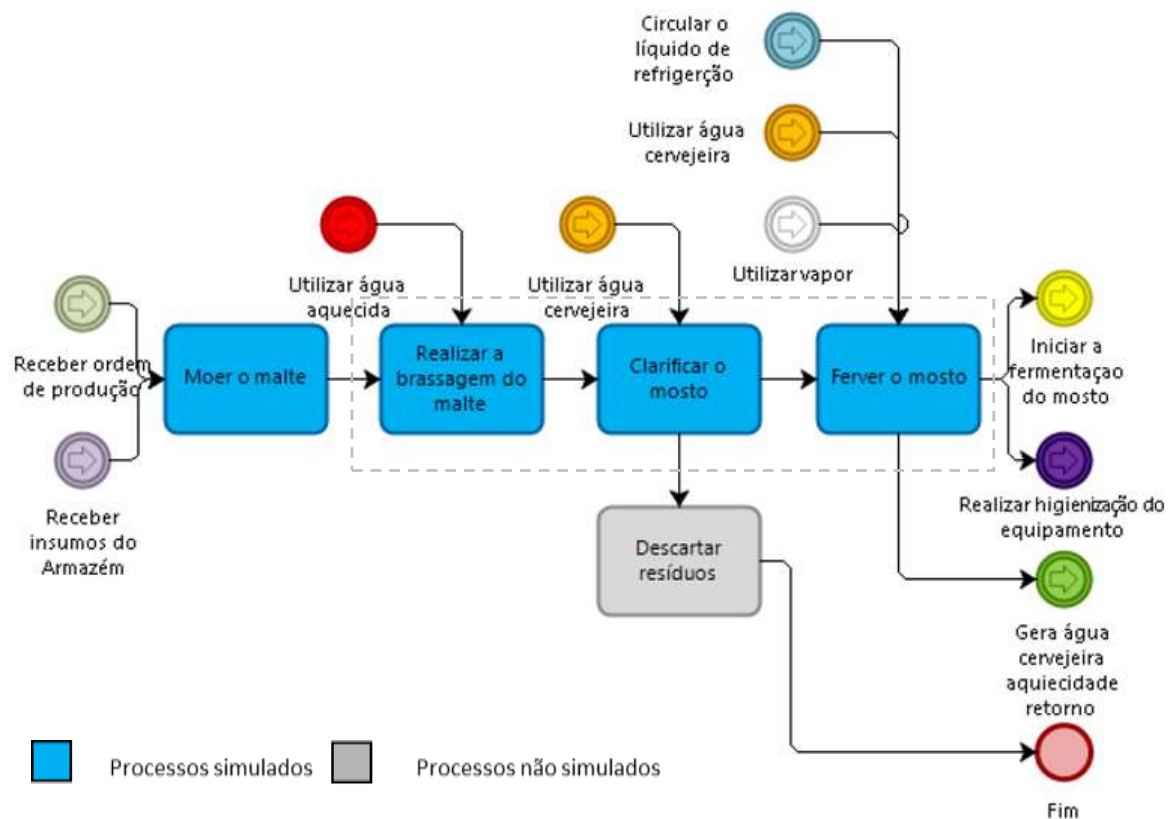 Circular o
líquido de
refrigerção
Utilizar água
cervejeira
Utilizar vapor
Utilizar água
aquecida
Utilizar água
cervejeira
Receber ordem
de produção
Moer o malte
Realizar a
brassagem do
malte
Clarificar o
mosto
Ferver o mosto
Iniciar a
fermentaçao
do mosto
Receber
insumos do
Armazém
Realizar higienização do
equipamento
Descartar
resíduos
Gera água
cervejeira
aquiecidade
retorno
Processos simulados
Processos não simulados
Fim